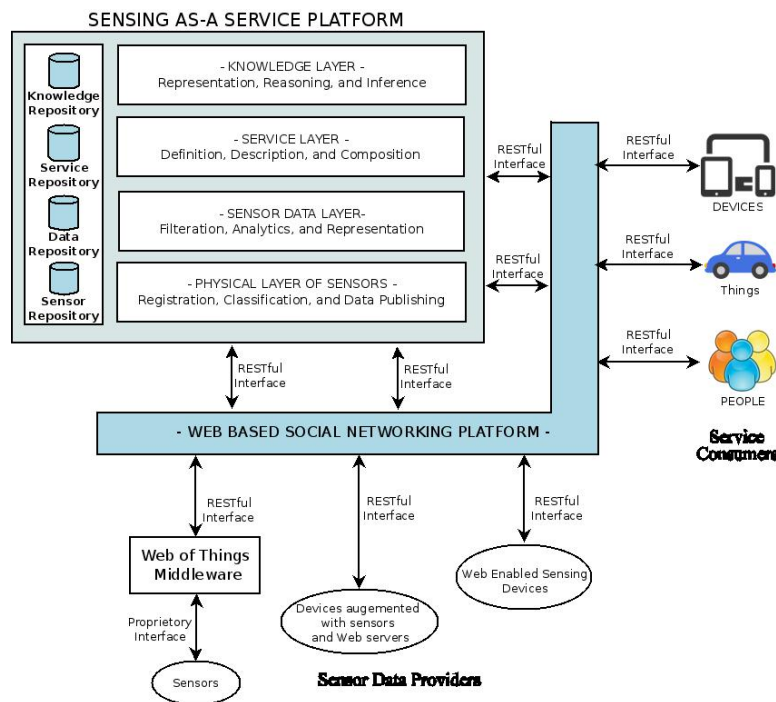 SENSING AS-A SERVICE PLATFORM
Knowledge
Repository
Service
Repository
Data
Repository
Sensor
Repository
- KNOWLEDGE LAYER -
Representation, Reasoning, and Inference
- SERVICE LAYER -
Definition, Description, and Composition
- SENSOR DATA LAYER-
Filteration, Analytics, and Representation
- PHYSICAL LAYER OF SENSORS -
Registration, Classification, and Data Publishing
RESTful
Interface
RESTful
Interface
RESTful
Interface
DEVICES
RESTful
Interface
Things
RESTful
Interface
PEOPLE
Service
Consumers
RESTful
Interface
RESTful
Interface
- WEB BASED SOCIAL NETWORKING PLATFORM -
RESTful
Interface
RESTful
Interface
RESTful
Interface
Web of Things
Middleware
Web Enabled Sensing
Devices
Devices augemented
with sensors
and Web servers
Proprietory
Interface
Sensors
Sensor Data Providers